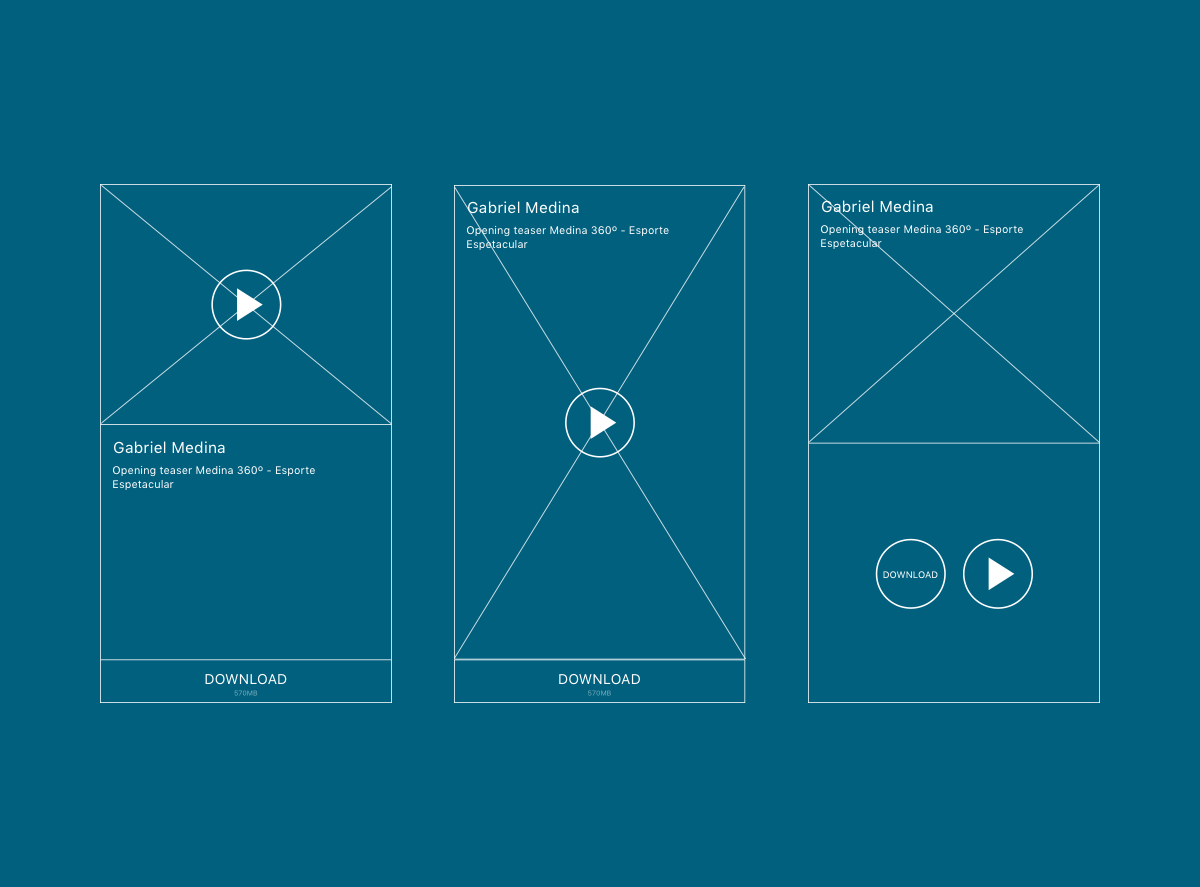 Gabriel Medina
Opening teaser Medina 360º - Esporte
Espetacular
DOWNLOAD
570MB
Gabriel Medina
Opening teaser Medina 360º - Esporte
Espetacular
DOWNLOAD
570MB
Gabriel Medina
Opening teaser Medina 360º - Esporte
Espetacular
DOWNLOAD